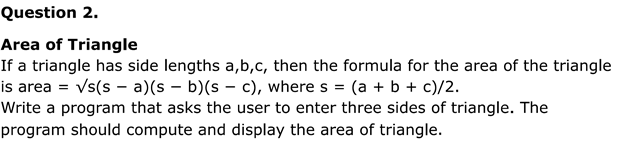 Question 2.
Area of Triangle
If a triangle has side lengths a,b,c, then the formula for the area of the triangle
is area = √s(s − a)(s − b)(s − c), where s = (a + b + c)/2.
Write a program that asks the user to enter three sides of triangle. The
program should compute and display the area of triangle.